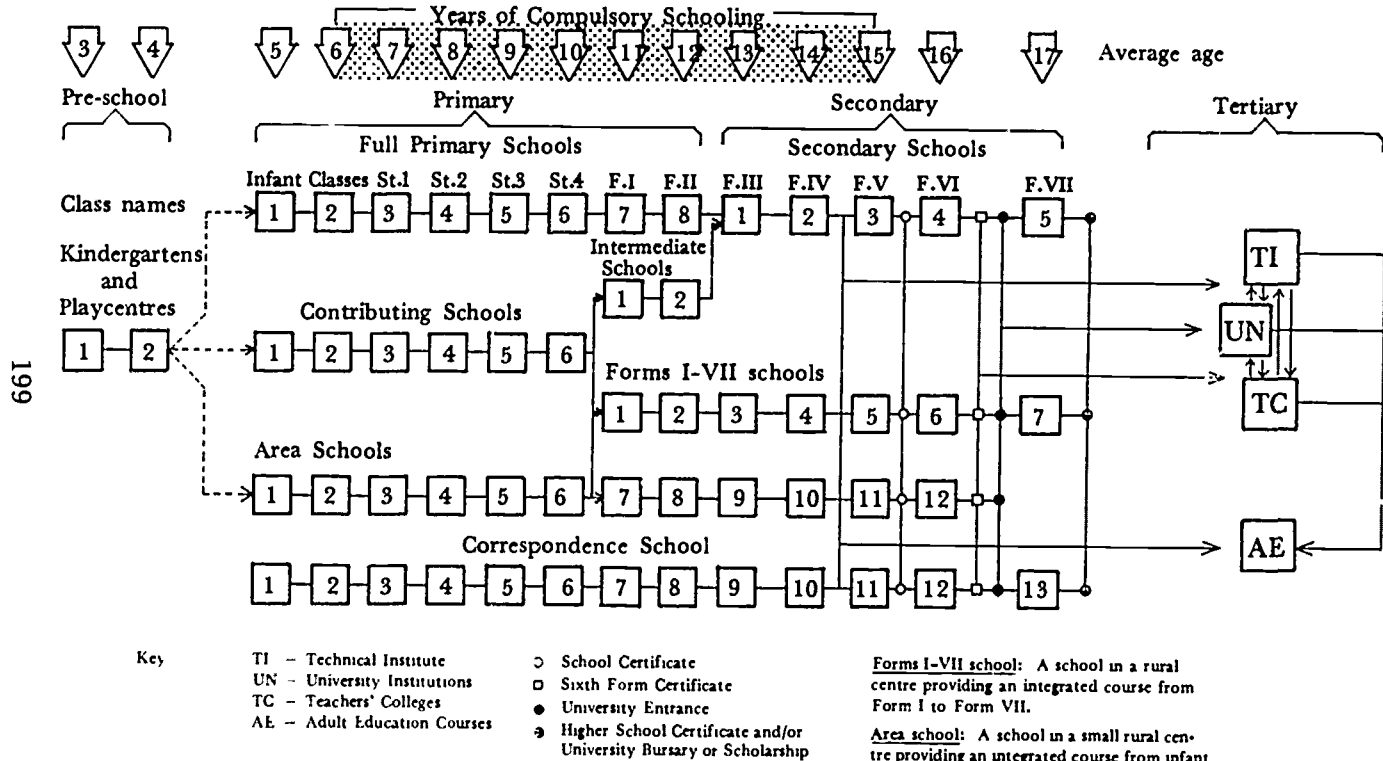 Years of Compulsory Schooling
3 4 5 6 7 8 9 10 11 12 13 14 15 16 17 Average age
Pre-school Primary Secondary Tertiary
Full Primary Schools Secondary Schools
Infant Classes St.1 St.2 St.3 St.4 F.I F.II F.III F.IV F.V F.VI F.VII
Class names 1 2 3 4 5 6 7 8 1 2 3 4 5
Kindergartens
and
Playcentres
1 2
Intermediate
Schools
1 2
Contributing Schools
1 2 3 4 5 6
Forms I-VII schools
1 2 3 4 5 6 7
Area Schools
1 2 3 4 5 6 7 8 9 10 11 12
Correspondence School
1 2 3 4 5 6 7 8 9 10 11 12 13
TI
UN
TC
AE
199
Key
TI – Technical Institute
UN – University Institutions
TC – Teachers' Colleges
AE – Adult Education Courses
School Certificate
Sixth Form Certificate
University Entrance
Higher School Certificate and/or
University Bursary or Scholarship
Forms I-VII school: A school in a rural
centre providing an integrated course from
Form I to Form VII.
Area school: A school in a small rural cen-
tre providing an integrated course from infant